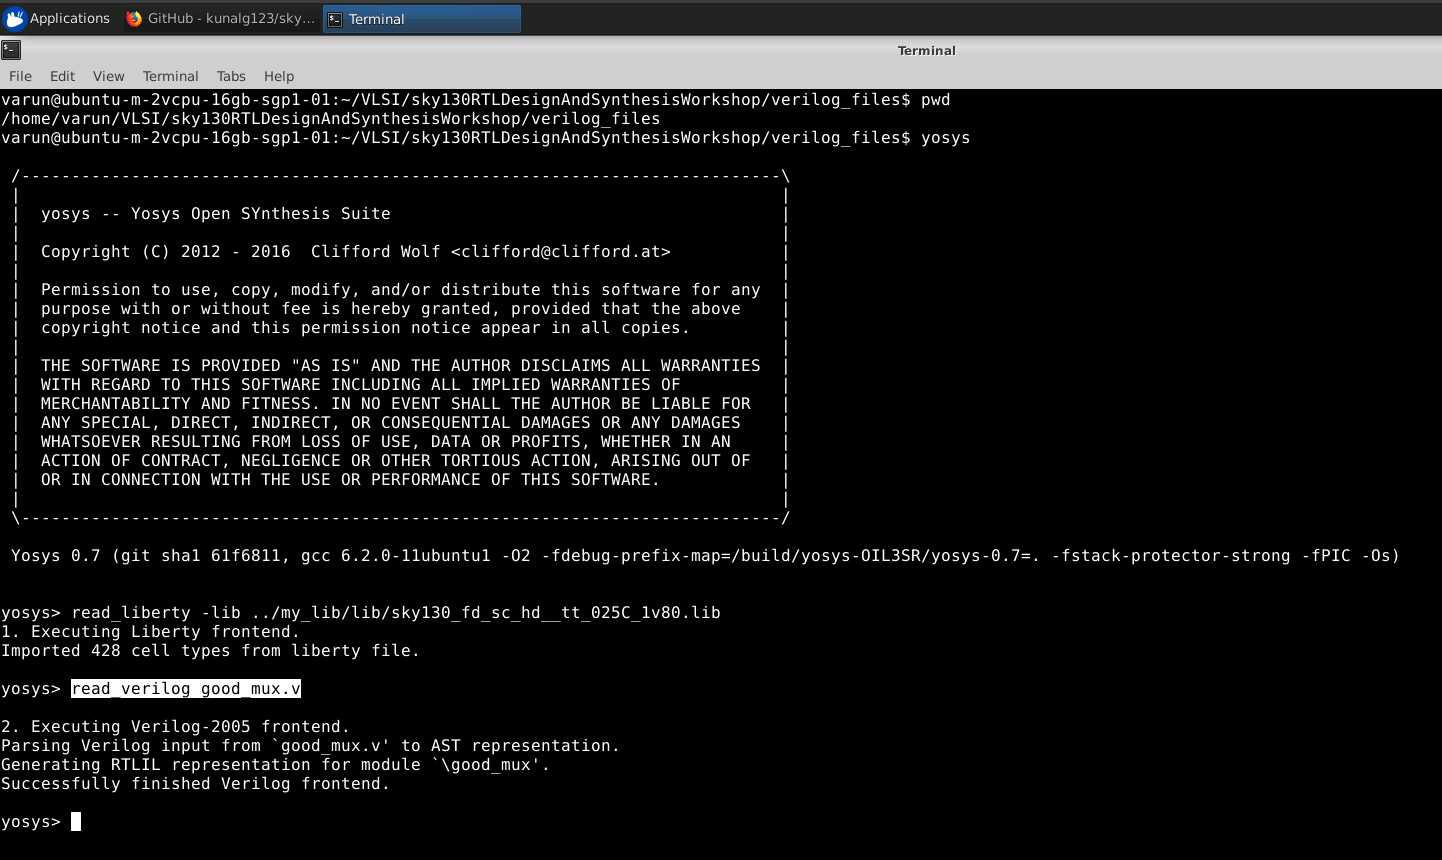 Applications GitHub - kunalg123/sky... Terminal
Terminal
File Edit View Terminal Tabs Help
varun@ubuntu-m-2vcpu-16gb-sgp1-01:~/VLSI/sky130RTLDesignAndSynthesisWorkshop/verilog_files$ pwd
/home/varun/VLSI/sky130RTLDesignAndSynthesisWorkshop/verilog_files
varun@ubuntu-m-2vcpu-16gb-sgp1-01:~/VLSI/sky130RTLDesignAndSynthesisWorkshop/verilog_files$ yosys
/----------------------------------------------------------------------------\
|                                                                            |
|  yosys -- Yosys Open SYnthesis Suite                                       |
|                                                                            |
|  Copyright (C) 2012 - 2016  Clifford Wolf <clifford@clifford.at>           |
|                                                                            |
|  Permission to use, copy, modify, and/or distribute this software for any  |
|  purpose with or without fee is hereby granted, provided that the above    |
|  copyright notice and this permission notice appear in all copies.         |
|                                                                            |
|  THE SOFTWARE IS PROVIDED "AS IS" AND THE AUTHOR DISCLAIMS ALL WARRANTIES  |
|  WITH REGARD TO THIS SOFTWARE INCLUDING ALL IMPLIED WARRANTIES OF          |
|  MERCHANTABILITY AND FITNESS. IN NO EVENT SHALL THE AUTHOR BE LIABLE FOR   |
|  ANY SPECIAL, DIRECT, INDIRECT, OR CONSEQUENTIAL DAMAGES OR ANY DAMAGES    |
|  WHATSOEVER RESULTING FROM LOSS OF USE, DATA OR PROFITS, WHETHER IN AN     |
|  ACTION OF CONTRACT, NEGLIGENCE OR OTHER TORTIOUS ACTION, ARISING OUT OF   |
|  OR IN CONNECTION WITH THE USE OR PERFORMANCE OF THIS SOFTWARE.            |
|                                                                            |
\----------------------------------------------------------------------------/
Yosys 0.7 (git sha1 61f6811, gcc 6.2.0-11ubuntu1 -O2 -fdebug-prefix-map=/build/yosys-OIL3SR/yosys-0.7=. -fstack-protector-strong -fPIC -Os)
yosys> read_liberty -lib ../my_lib/lib/sky130_fd_sc_hd__tt_025C_1v80.lib
1. Executing Liberty frontend.
Imported 428 cell types from liberty file.
yosys> read_verilog good_mux.v
2. Executing Verilog-2005 frontend.
Parsing Verilog input from `good_mux.v' to AST representation.
Generating RTLIL representation for module `\good_mux'.
Successfully finished Verilog frontend.
yosys>